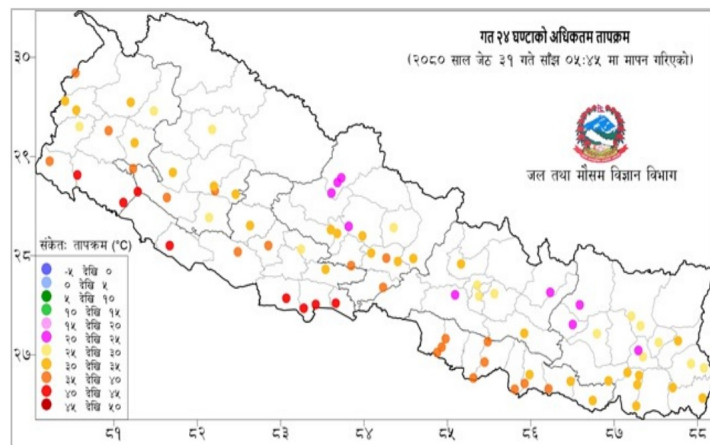 गत २४ घण्टाको अधिकतम तापक्रम
(२०८० साल जेठ ३१ गते साँझ ०५:४५ मा मापन गरिएको)
जल तथा मौसम विज्ञान विभाग
संकेतः तापक्रम (°C)
-५ देखि ०
० देखि ५
५ देखि १०
१० देखि १५
१५ देखि २०
२० देखि २५
२५ देखि ३०
३० देखि ३५
३५ देखि ४०
४० देखि ४५
४५ देखि ५०
३०
२९
२८
२७
८१ ८२ ८३ ८४ ८५ ८६ ८७ ८८